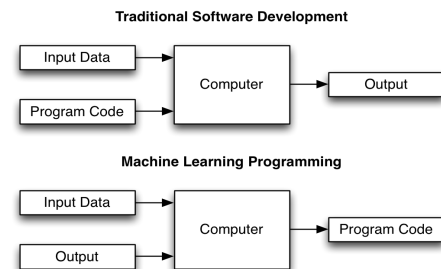 Traditional Software Development
Input Data
Computer
Output
Program Code
Machine Learning Programming
Input Data
Computer
Program Code
Output